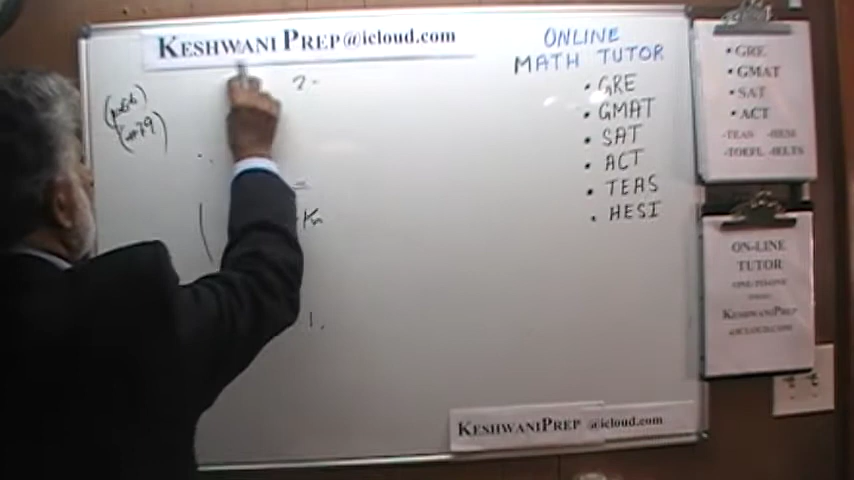 KESHWANI PREP@icloud.com
ONLINE
MATH TUTOR
• GRE
• GMAT
• SAT
• ACT
• TEAS
• HESI
• GRE
• GMAT
• SAT
• ACT
-TEAS -HESI
-TOEFL -IELTS
ON-LINE
TUTOR
ONE-TO-ONE
KESHWANIPREP
@ICLOUD.COM
KESHWANIPREP @icloud.com